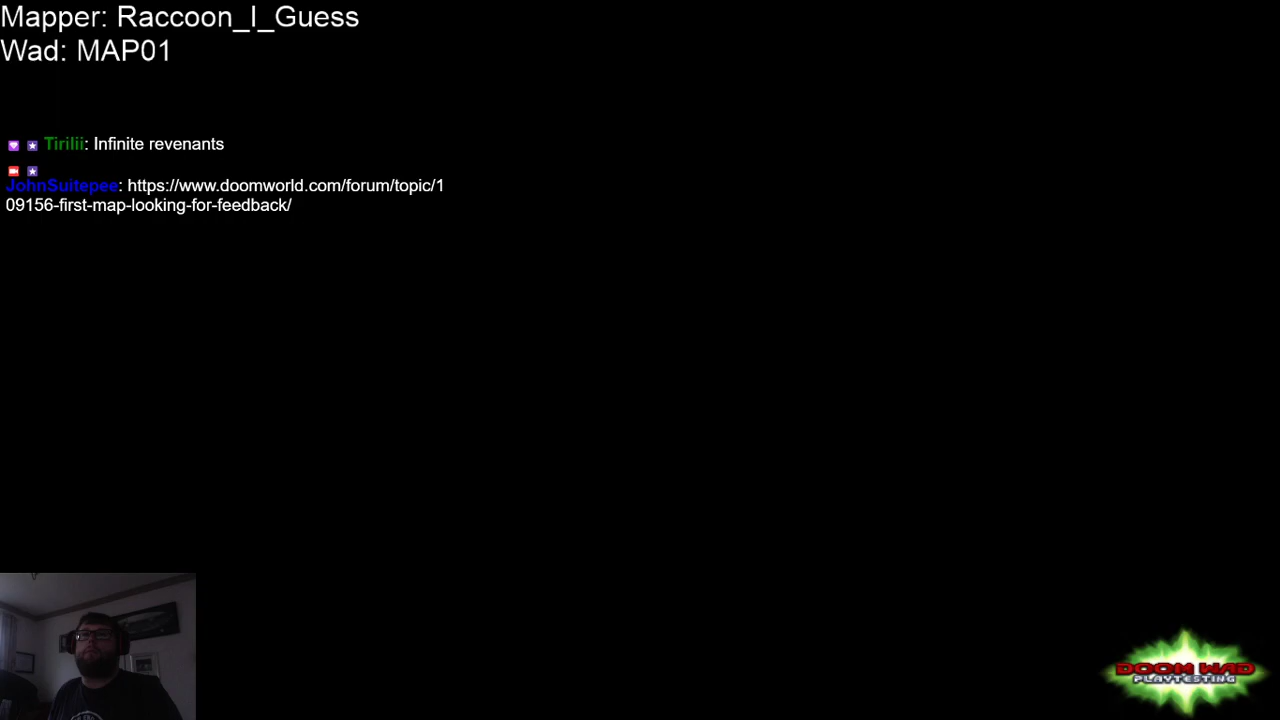 Mapper: Raccoon_I_Guess
Wad: MAP01
Tirilii: Infinite revenants
JohnSuitepee: https://www.doomworld.com/forum/topic/1
09156-first-map-looking-for-feedback/
DOOM WAD
PLAYTESTING